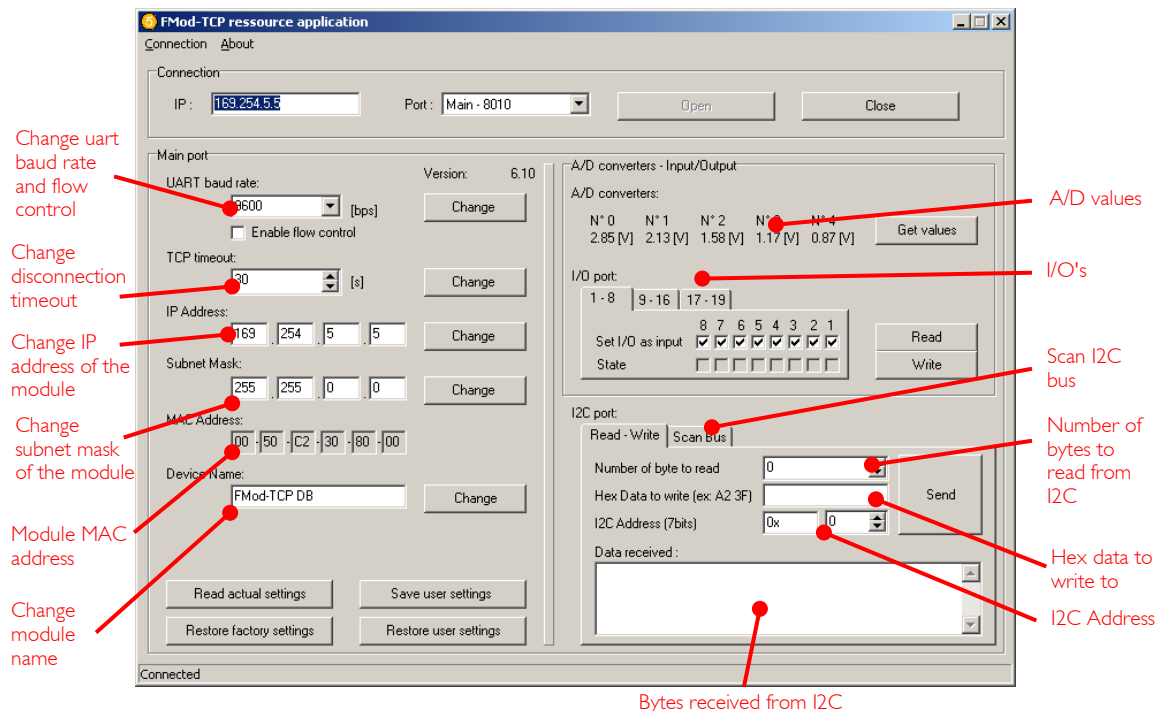 FMod-TCP ressource application
Connection About
Connection
IP : 169.254.5.5 Port : Main - 8010 Open Close
Main port
Version: 6.10
UART baud rate:
9600 [bps] Change
Enable flow control
TCP timeout:
30 [s] Change
IP Address:
169 . 254 . 5 . 5 Change
Subnet Mask:
255 . 255 . 0 . 0 Change
MAC Address:
00 - 50 - C2 - 30 - 80 - 00
Device Name:
FMod-TCP DB Change
Read actual settings Save user settings
Restore factory settings Restore user settings
A/D converters - Input/Output
A/D converters:
N° 0 N° 1 N° 2 N° 3 N° 4
2.85 [V] 2.13 [V] 1.58 [V] 1.17 [V] 0.87 [V] Get values
I/O port:
1 - 8 9 - 16 17 - 19
8 7 6 5 4 3 2 1
Set I/O as input Read
State Write
I2C port:
Read - Write Scan Bus
Number of byte to read 0
Hex Data to write (ex: A2 3F) Send
I2C Address (7bits) 0x 0
Data received :
Connected
Change uart
baud rate
and flow
control
Change
disconnection
timeout
Change IP
address of the
module
Change
subnet mask
of the module
Module MAC
address
Change
module
name
A/D values
I/O's
Scan I2C
bus
Number of
bytes to
read from
I2C
Hex data to
write to
I2C Address
Bytes received from I2C